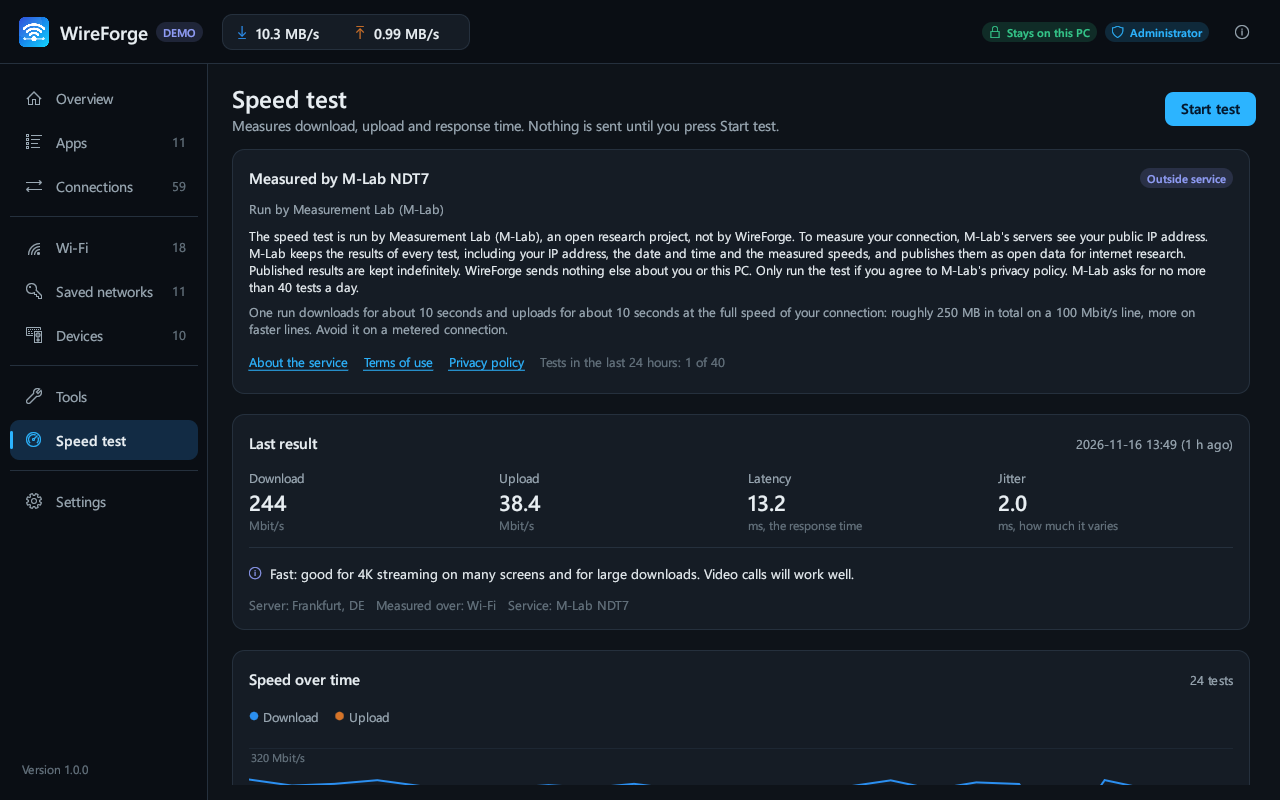 WireForge DEMO
10.3 MB/s 0.99 MB/s
Stays on this PC Administrator
Overview
Apps 11
Connections 59
Wi-Fi 18
Saved networks 11
Devices 10
Tools
Speed test
Settings
Version 1.0.0
Speed test
Measures download, upload and response time. Nothing is sent until you press Start test.
Start test
Measured by M-Lab NDT7
Outside service
Run by Measurement Lab (M-Lab)
The speed test is run by Measurement Lab (M-Lab), an open research project, not by WireForge. To measure your connection, M-Lab's servers see your public IP address.
M-Lab keeps the results of every test, including your IP address, the date and time and the measured speeds, and publishes them as open data for internet research.
Published results are kept indefinitely. WireForge sends nothing else about you or this PC. Only run the test if you agree to M-Lab's privacy policy. M-Lab asks for no more
than 40 tests a day.
One run downloads for about 10 seconds and uploads for about 10 seconds at the full speed of your connection: roughly 250 MB in total on a 100 Mbit/s line, more on
faster lines. Avoid it on a metered connection.
About the service Terms of use Privacy policy Tests in the last 24 hours: 1 of 40
Last result
2026-11-16 13:49 (1 h ago)
Download Upload Latency Jitter
244 38.4 13.2 2.0
Mbit/s Mbit/s ms, the response time ms, how much it varies
Fast: good for 4K streaming on many screens and for large downloads. Video calls will work well.
Server: Frankfurt, DE Measured over: Wi-Fi Service: M-Lab NDT7
Speed over time
24 tests
Download Upload
320 Mbit/s